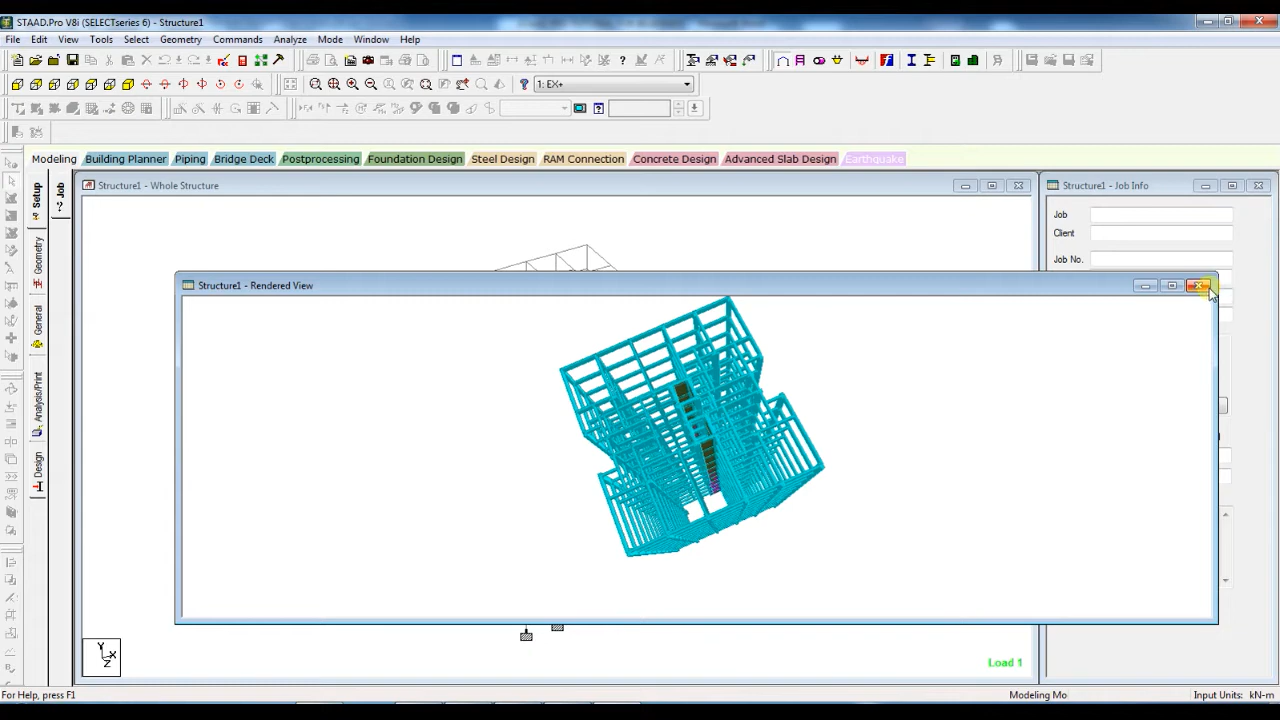 STAAD.Pro V8i (SELECTseries 6) - Structure1
File Edit View Tools Select Geometry Commands Analyze Mode Window Help
1: EX+
Modeling Building Planner Piping Bridge Deck Postprocessing Foundation Design Steel Design RAM Connection Concrete Design Advanced Slab Design Earthquake
Setup
Geometry
General
Analysis/Print
Design
Job
Structure1 - Whole Structure
Structure1 - Job Info
Job
Client
Job No.
Structure1 - Rendered View
Y
X
Z
Load 1
For Help, press F1
Modeling Mo
Input Units: kN-m